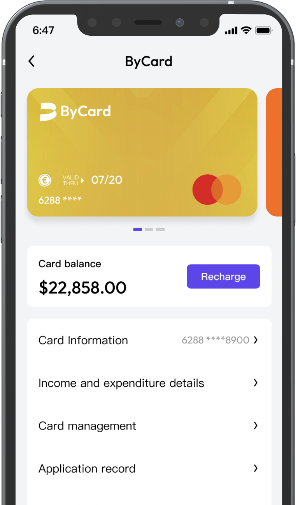 6:47
ByCard
ByCard
VALID
THRU
07/20
6288 ****
Card balance
$22,858.00
Recharge
Card Information 6288 ****8900
Income and expenditure details
Card management
Application record